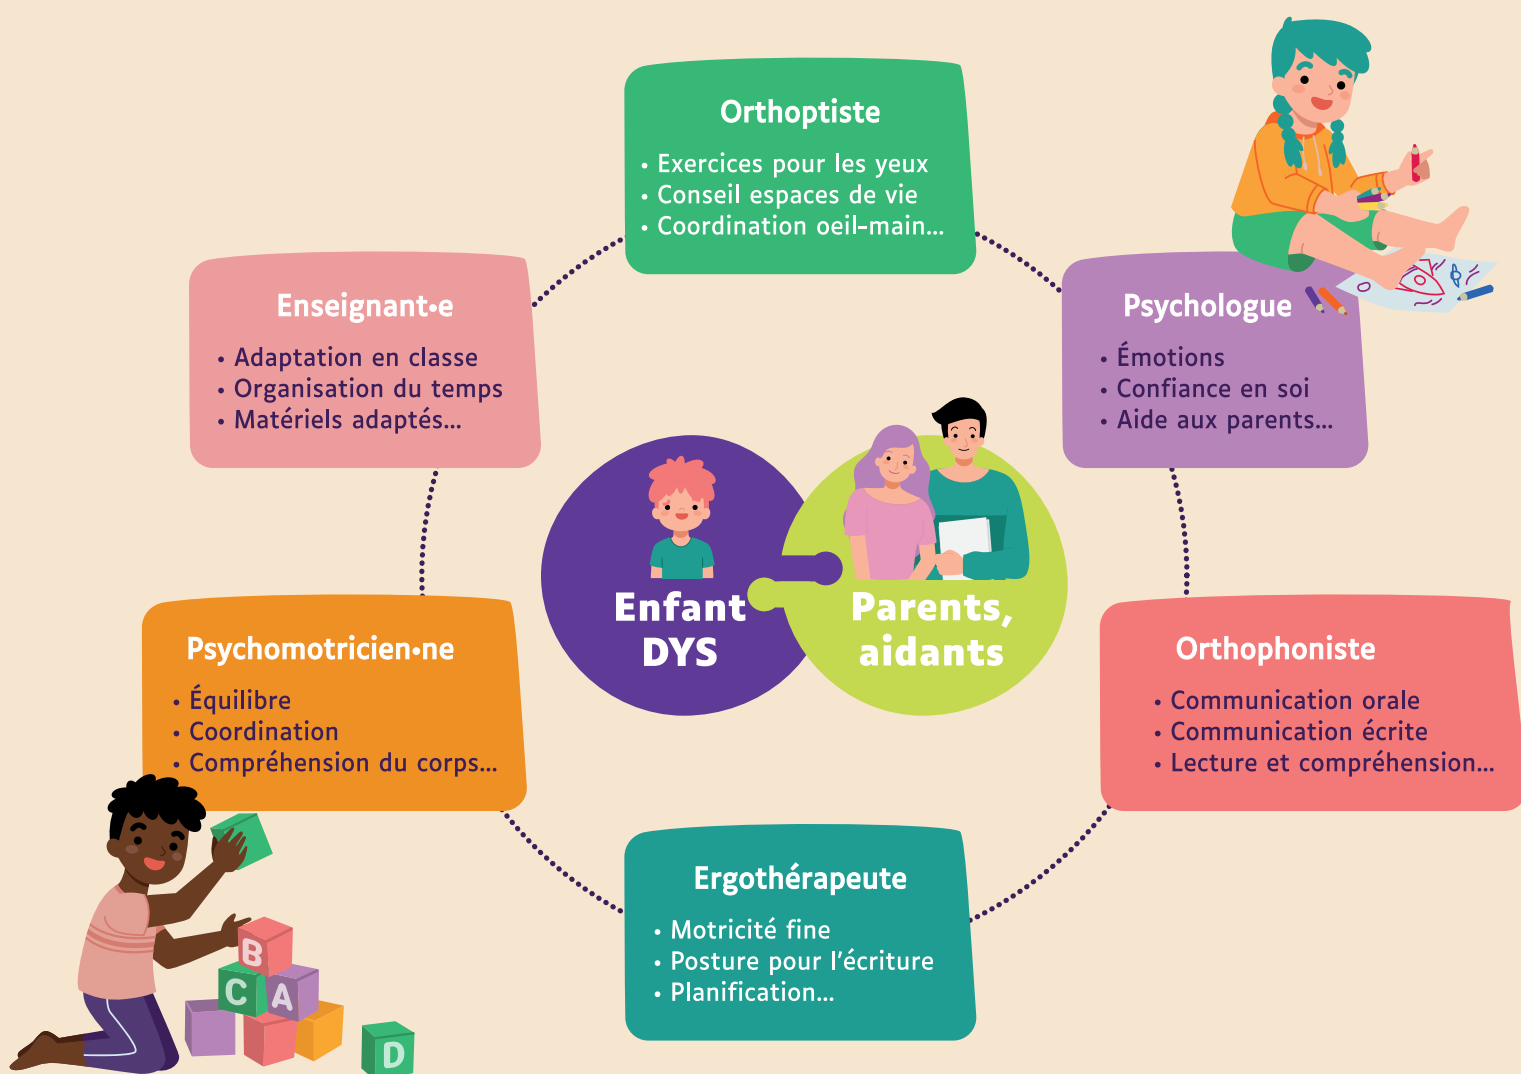 Orthoptiste
• Exercices pour les yeux
• Conseil espaces de vie
• Coordination oeil-main...
Enseignant•e
• Adaptation en classe
• Organisation du temps
• Matériels adaptés...
Psychologue
• Émotions
• Confiance en soi
• Aide aux parents...
Enfant
DYS
Parents,
aidants
Psychomotricien•ne
• Équilibre
• Coordination
• Compréhension du corps...
Orthophoniste
• Communication orale
• Communication écrite
• Lecture et compréhension...
Ergothérapeute
• Motricité fine
• Posture pour l'écriture
• Planification...
B
C A
D